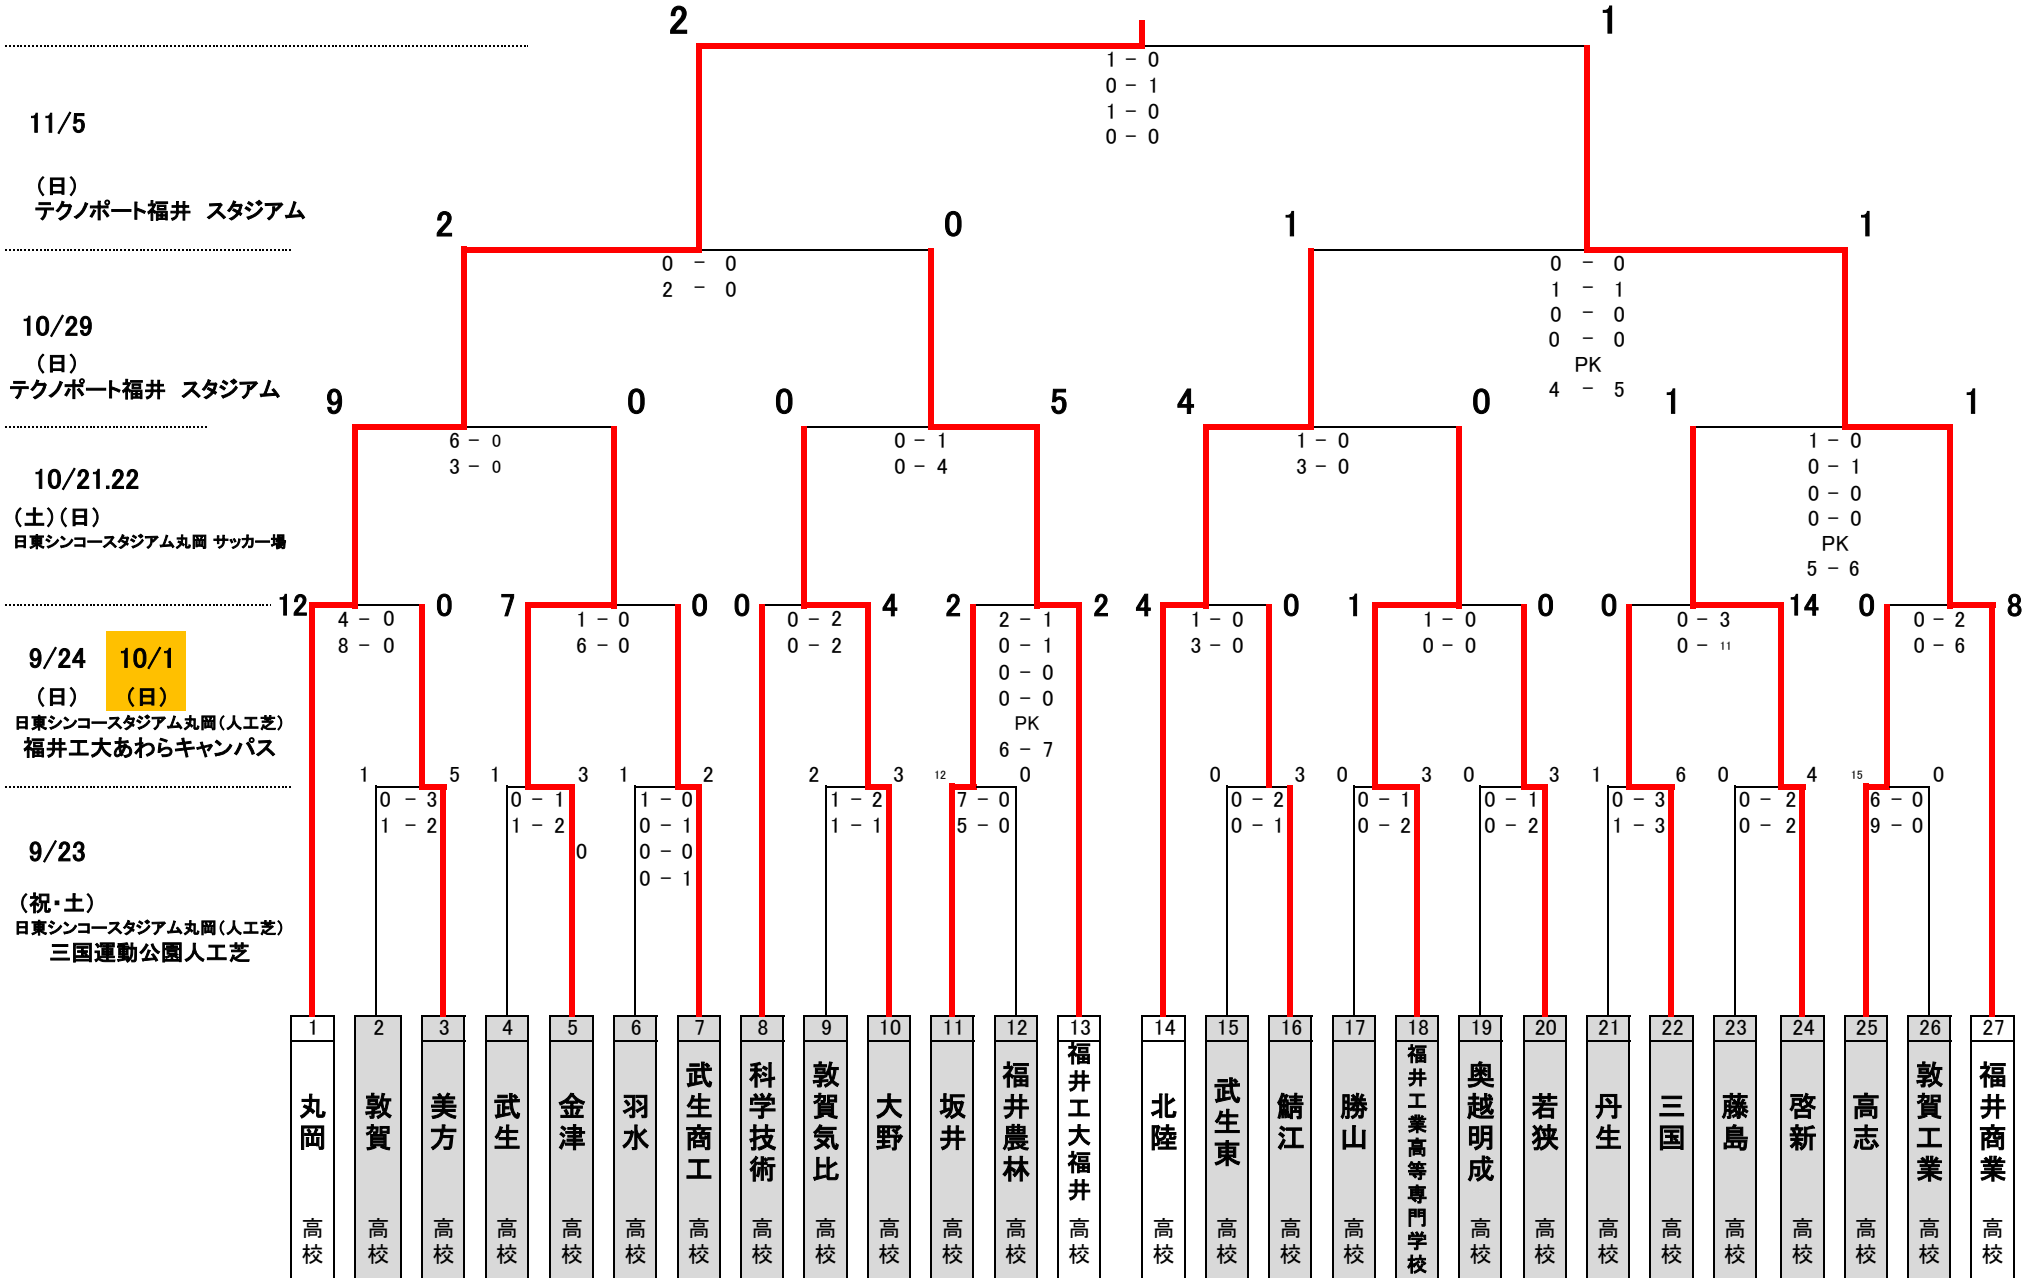 2 1
1 - 0
0 - 1
1 - 0
0 - 0
11/5
(日)
テクノポート福井 スタジアム
2 0 1 1
0 - 0 0 - 0
2 - 0 1 - 1
0 - 0
0 - 0
PK
4 - 5
10/29
(日)
テクノポート福井 スタジアム
9 0 0 5 4 0 1 1
6 - 0 0 - 1 1 - 0 1 - 0
3 - 0 0 - 4 3 - 0 0 - 1
0 - 0
0 - 0
PK
5 - 6
10/21.22
(土)(日)
日東シンコースタジアム丸岡 サッカー場
12 0 7 0 0 4 2 2 4 0 1 0 0 14 0 8
4 - 0 1 - 0 0 - 2 2 - 1 1 - 0 1 - 0 0 - 3 0 - 2
8 - 0 6 - 0 0 - 2 0 - 1 3 - 0 0 - 0 0 - 11 0 - 6
0 - 0
0 - 0
PK
6 - 7
9/24 10/1
(日) (日)
日東シンコースタジアム丸岡(人工芝)
福井工大あわらキャンパス
1 5 1 3 1 2 2 3 12 0 0 3 0 3 0 3 1 6 0 4 15 0
0 - 3 0 - 1 1 - 0 1 - 2 7 - 0 0 - 2 0 - 1 0 - 1 0 - 3 0 - 2 6 - 0
1 - 2 1 - 2 0 - 1 1 - 1 5 - 0 0 - 1 0 - 2 0 - 2 1 - 3 0 - 2 9 - 0
0 0 - 0
0 - 1
9/23
(祝・土)
日東シンコースタジアム丸岡(人工芝)
三国運動公園人工芝
1 丸岡 高校
2 敦賀 高校
3 美方 高校
4 武生 高校
5 金津 高校
6 羽水 高校
7 武生商工 高校
8 科学技術 高校
9 敦賀気比 高校
10 大野 高校
11 坂井 高校
12 福井農林 高校
13 福井工大福井 高校
14 北陸 高校
15 武生東 高校
16 鯖江 高校
17 勝山 高校
18 福井工業高等専門学校
19 奥越明成 高校
20 若狭 高校
21 丹生 高校
22 三国 高校
23 藤島 高校
24 啓新 高校
25 高志 高校
26 敦賀工業 高校
27 福井商業 高校